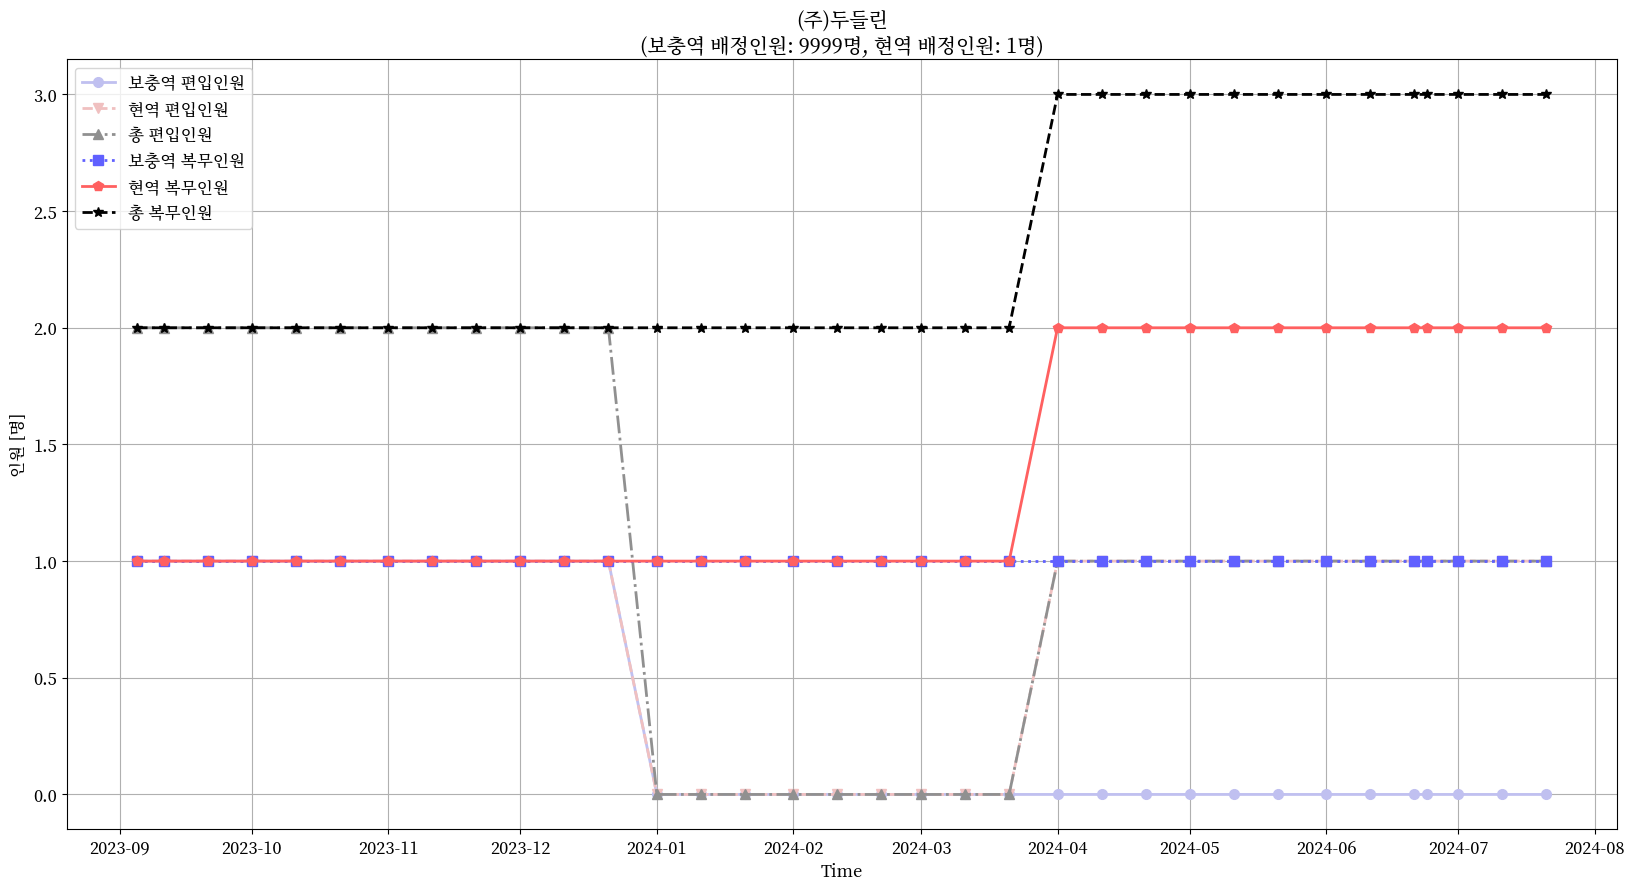 (주)두들린
(보충역 배정인원: 9999명, 현역 배정인원: 1명)
보충역 편입인원
현역 편입인원
총 편입인원
보충역 복무인원
현역 복무인원
총 복무인원
3.0
2.5
2.0
1.5
1.0
0.5
0.0
인원 [명]
2023-09 2023-10 2023-11 2023-12 2024-01 2024-02 2024-03 2024-04 2024-05 2024-06 2024-07 2024-08
Time